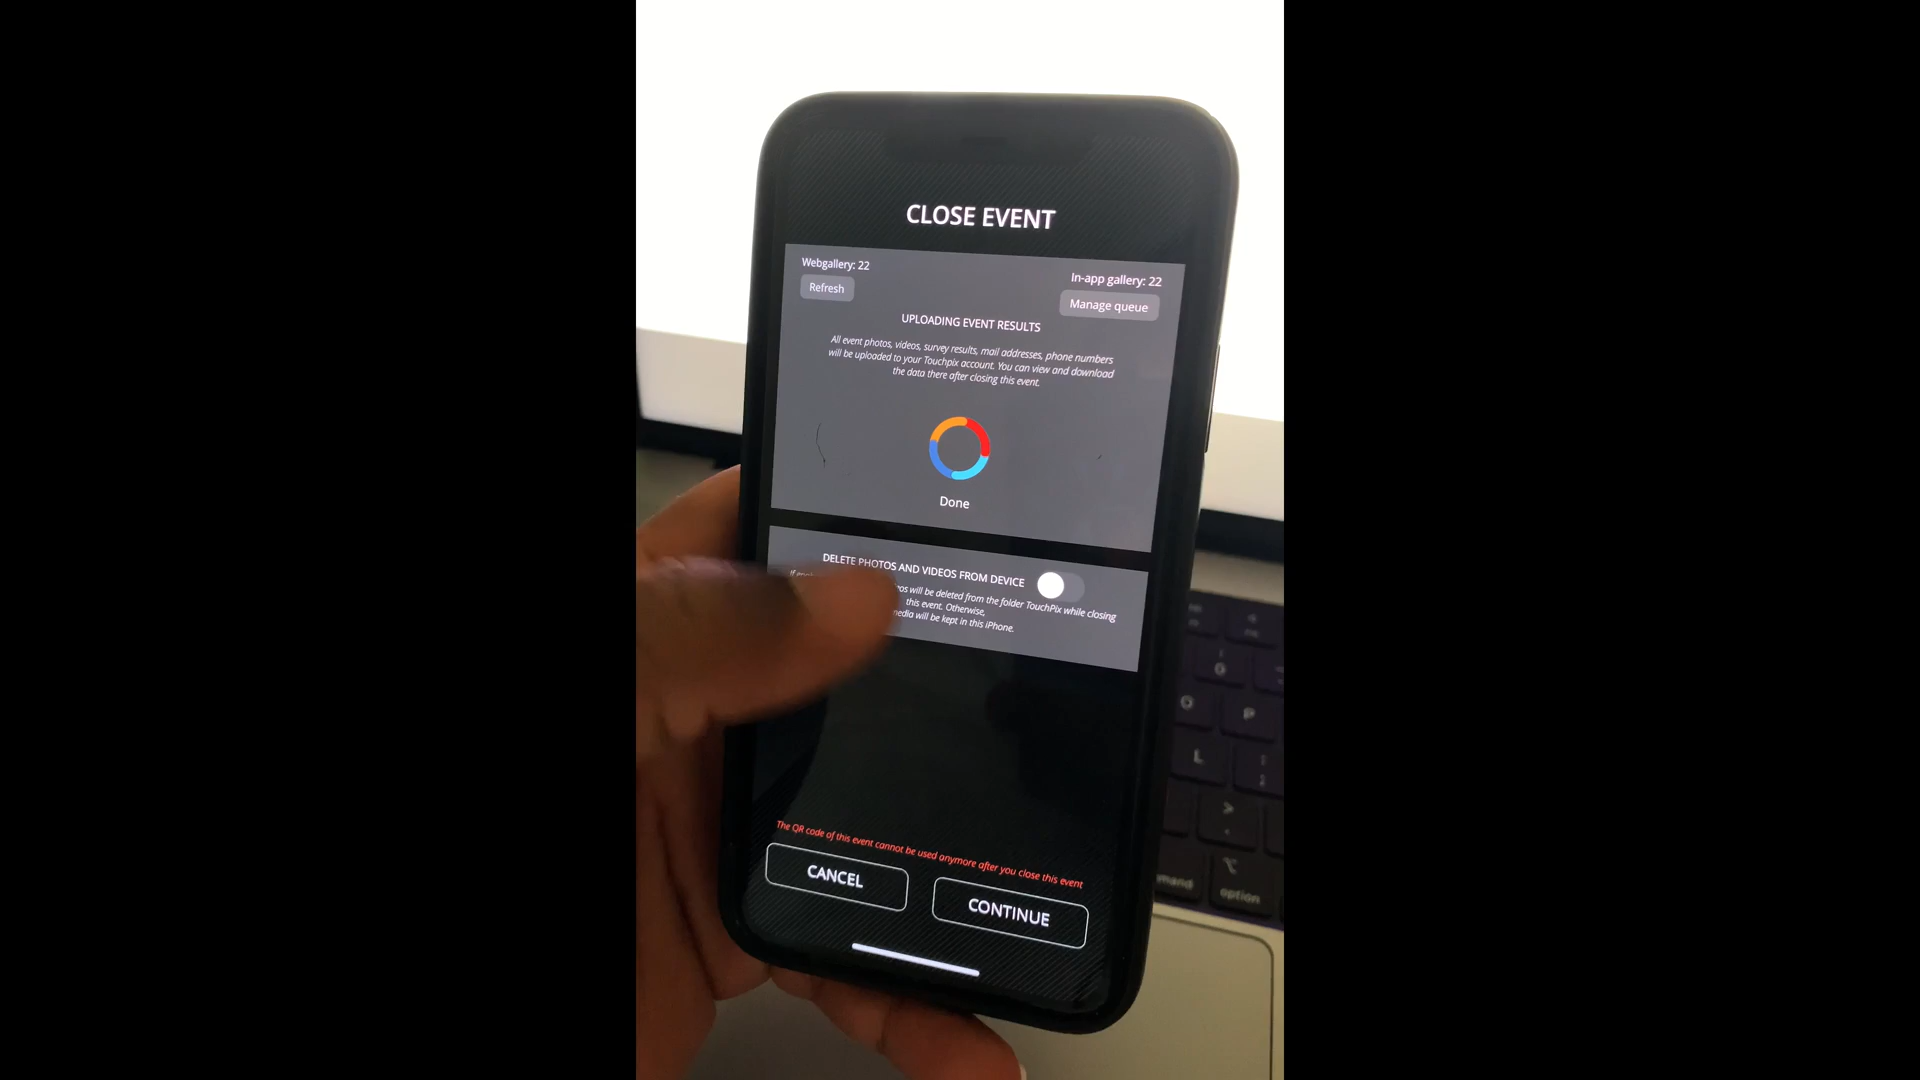 CLOSE EVENT
Webgallery: 22
In-app gallery: 22
Refresh
Manage queue
UPLOADING EVENT RESULTS
All event photos, videos, survey results, mail addresses, phone numbers
will be uploaded to your Touchpix account. You can view and download
the data there after closing this event.
Done
DELETE PHOTOS AND VIDEOS FROM DEVICE
If will be deleted from the folder TouchPix while closing
this event. Otherwise,
media will be kept in this iPhone.
The QR code of this event cannot be used anymore after you close this event
CANCEL
CONTINUE
O
P
L
option